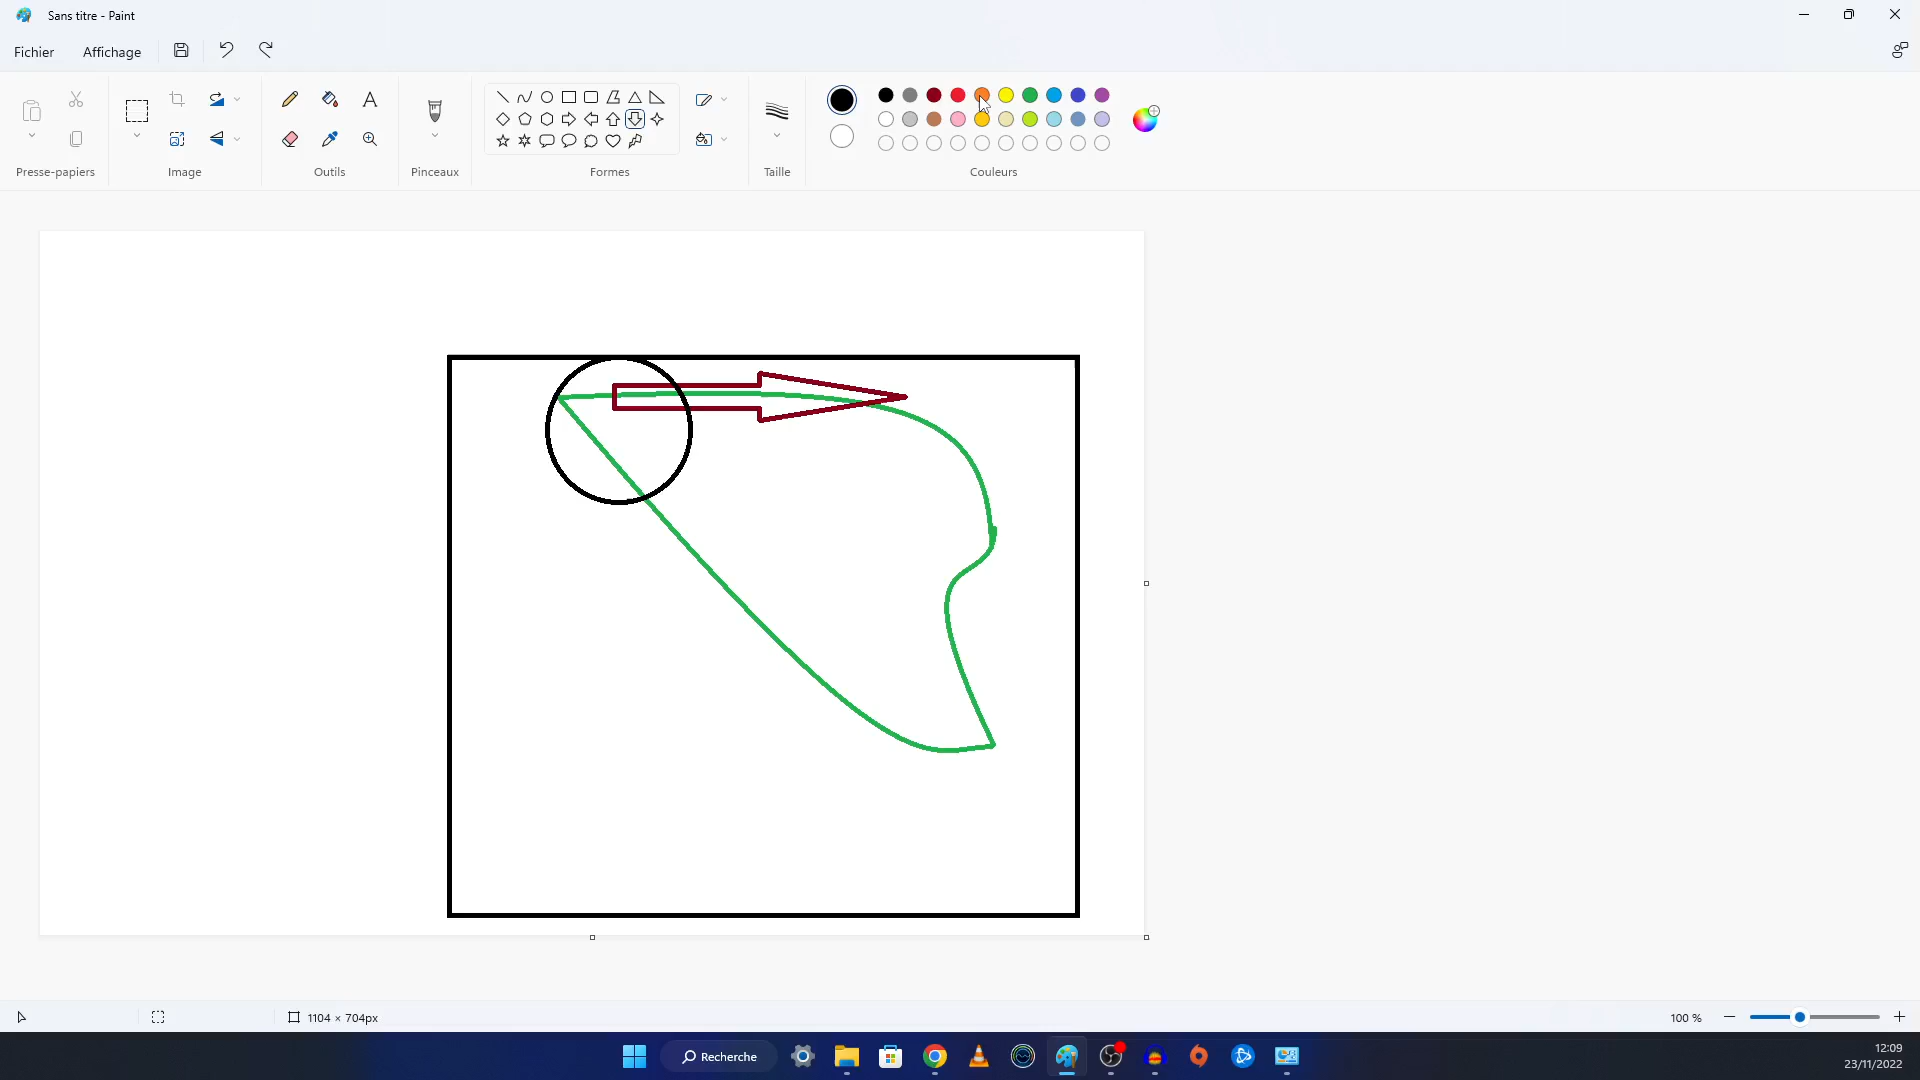 Sans titre - Paint
Fichier Affichage
Presse-papiers Image Outils Pinceaux Formes Taille Couleurs
1104 × 704px 100 %
Recherche
12:09
23/11/2022